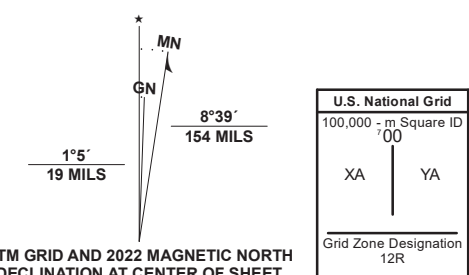 ★
MN
GN
8°39´
154 MILS
1°5´
19 MILS
TM GRID AND 2022 MAGNETIC NORTH
DECLINATION AT CENTER OF SHEET
U.S. National Grid
100,000 - m Square ID
⁷00
XA YA
Grid Zone Designation
12R